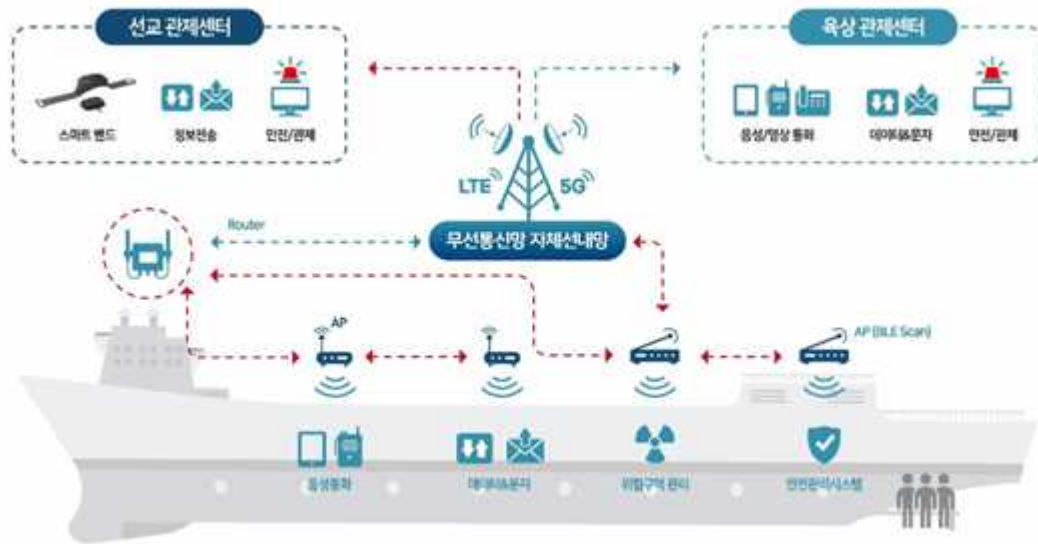 선교 관제센터
육상 관제센터
스마트 밴드
정보전송
안전/관제
음성/영상 통화
데이터&문자
안전/관제
LTE
5G
Router
무선통신망 자체선내망
AP
AP (BLE Scan)
음성통화
데이터&문자
위험구역 관리
안전관리시스템